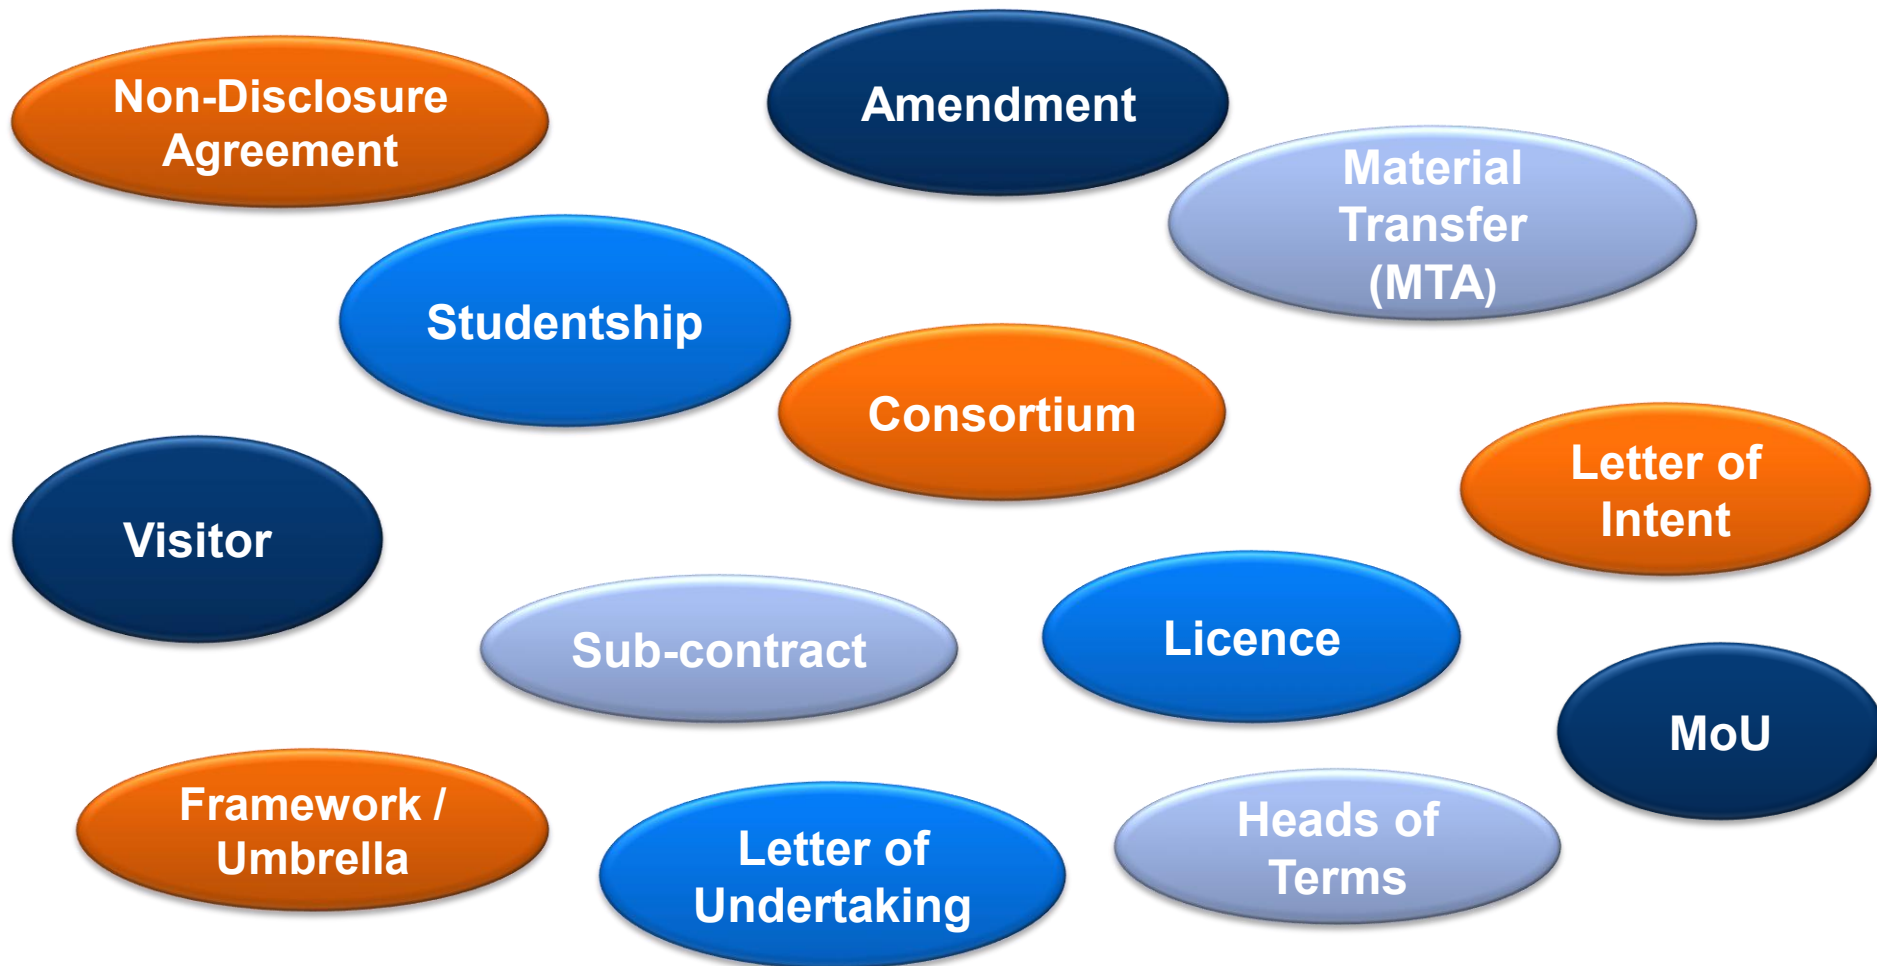 Non-Disclosure
Agreement
Amendment
Material
Transfer
(MTA)
Studentship
Consortium
Letter of
Intent
Visitor
Sub-contract
Licence
MoU
Framework /
Umbrella
Letter of
Undertaking
Heads of
Terms